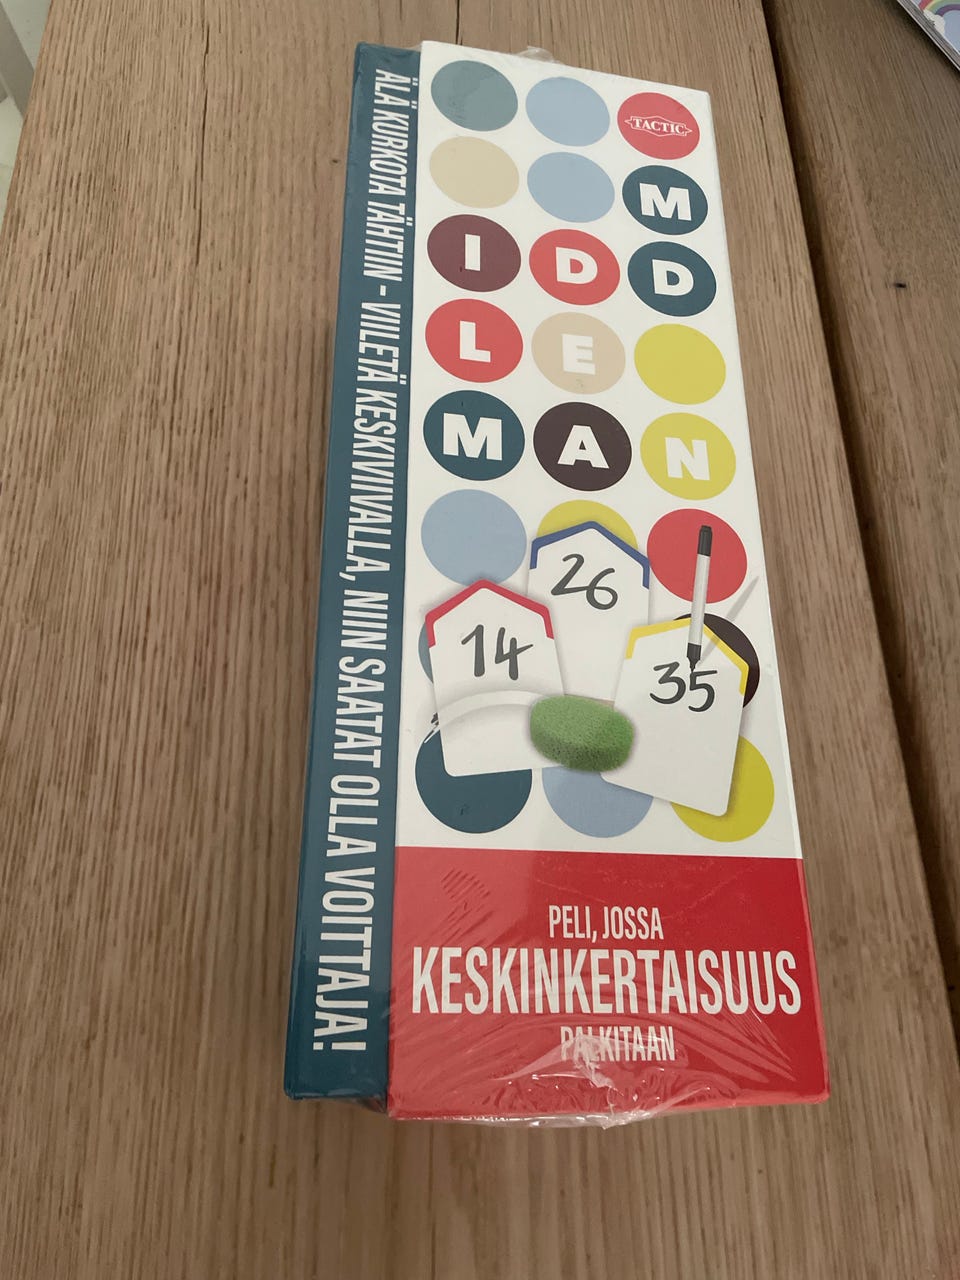 TACTIC
M
IDD
LE
MAN
26
14
35
PELI, JOSSA
KESKINKERTAISUUS
PALKITAAN
ÄLÄ KURKOTA TÄHTIIN - VIILETÄ KESKIVIIVALLA, NIIN SAATAT OLLA VOITTAJA!